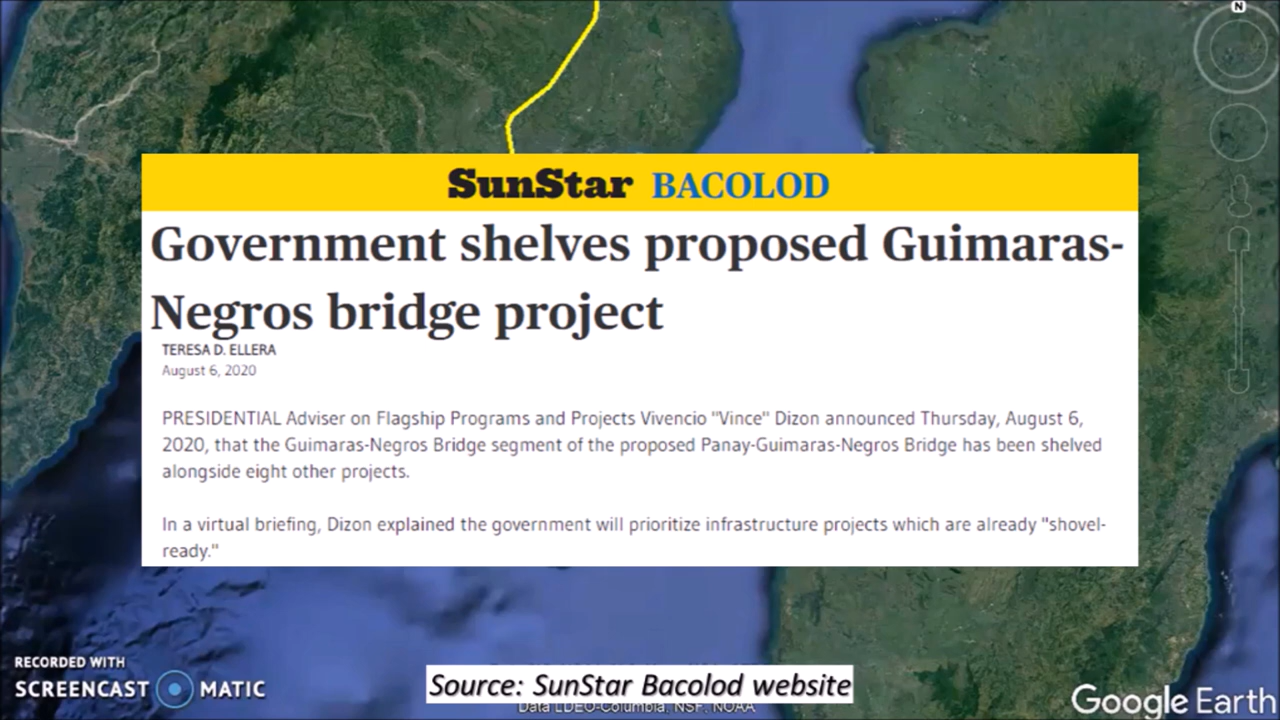 N
SunStar BACOLOD
Government shelves proposed Guimaras-
Negros bridge project
TERESA D. ELLERA
August 6, 2020
PRESIDENTIAL Adviser on Flagship Programs and Projects Vivencio "Vince" Dizon announced Thursday, August 6,
2020, that the Guimaras-Negros Bridge segment of the proposed Panay-Guimaras-Negros Bridge has been shelved
alongside eight other projects.
In a virtual briefing, Dizon explained the government will prioritize infrastructure projects which are already "shovel-
ready."
RECORDED WITH
SCREENCAST MATIC
Source: SunStar Bacolod website
Data LDEO-Columbia, NSF, NOAA
Google Earth